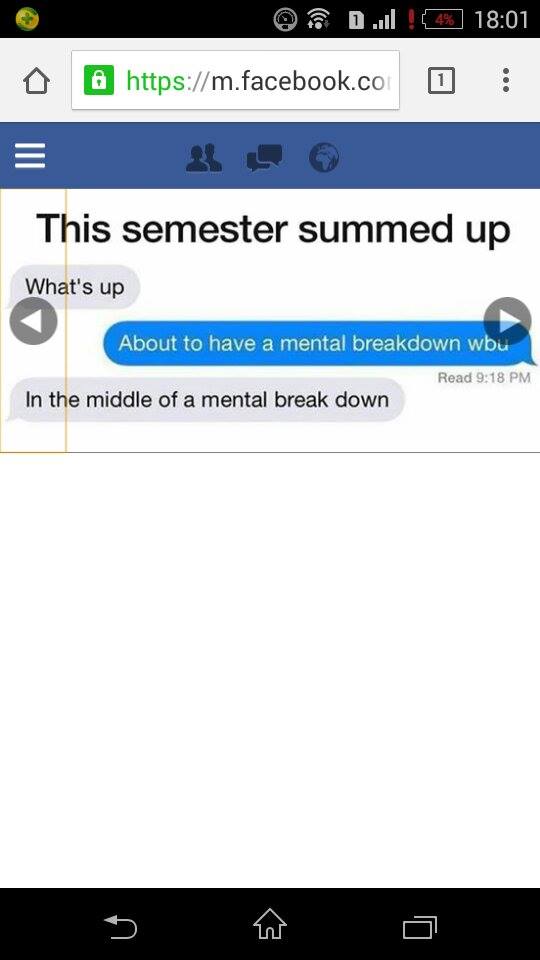 1 4% 18:01
https://m.facebook.co
1
This semester summed up
What's up
About to have a mental breakdown wbu
Read 9:18 PM
In the middle of a mental break down